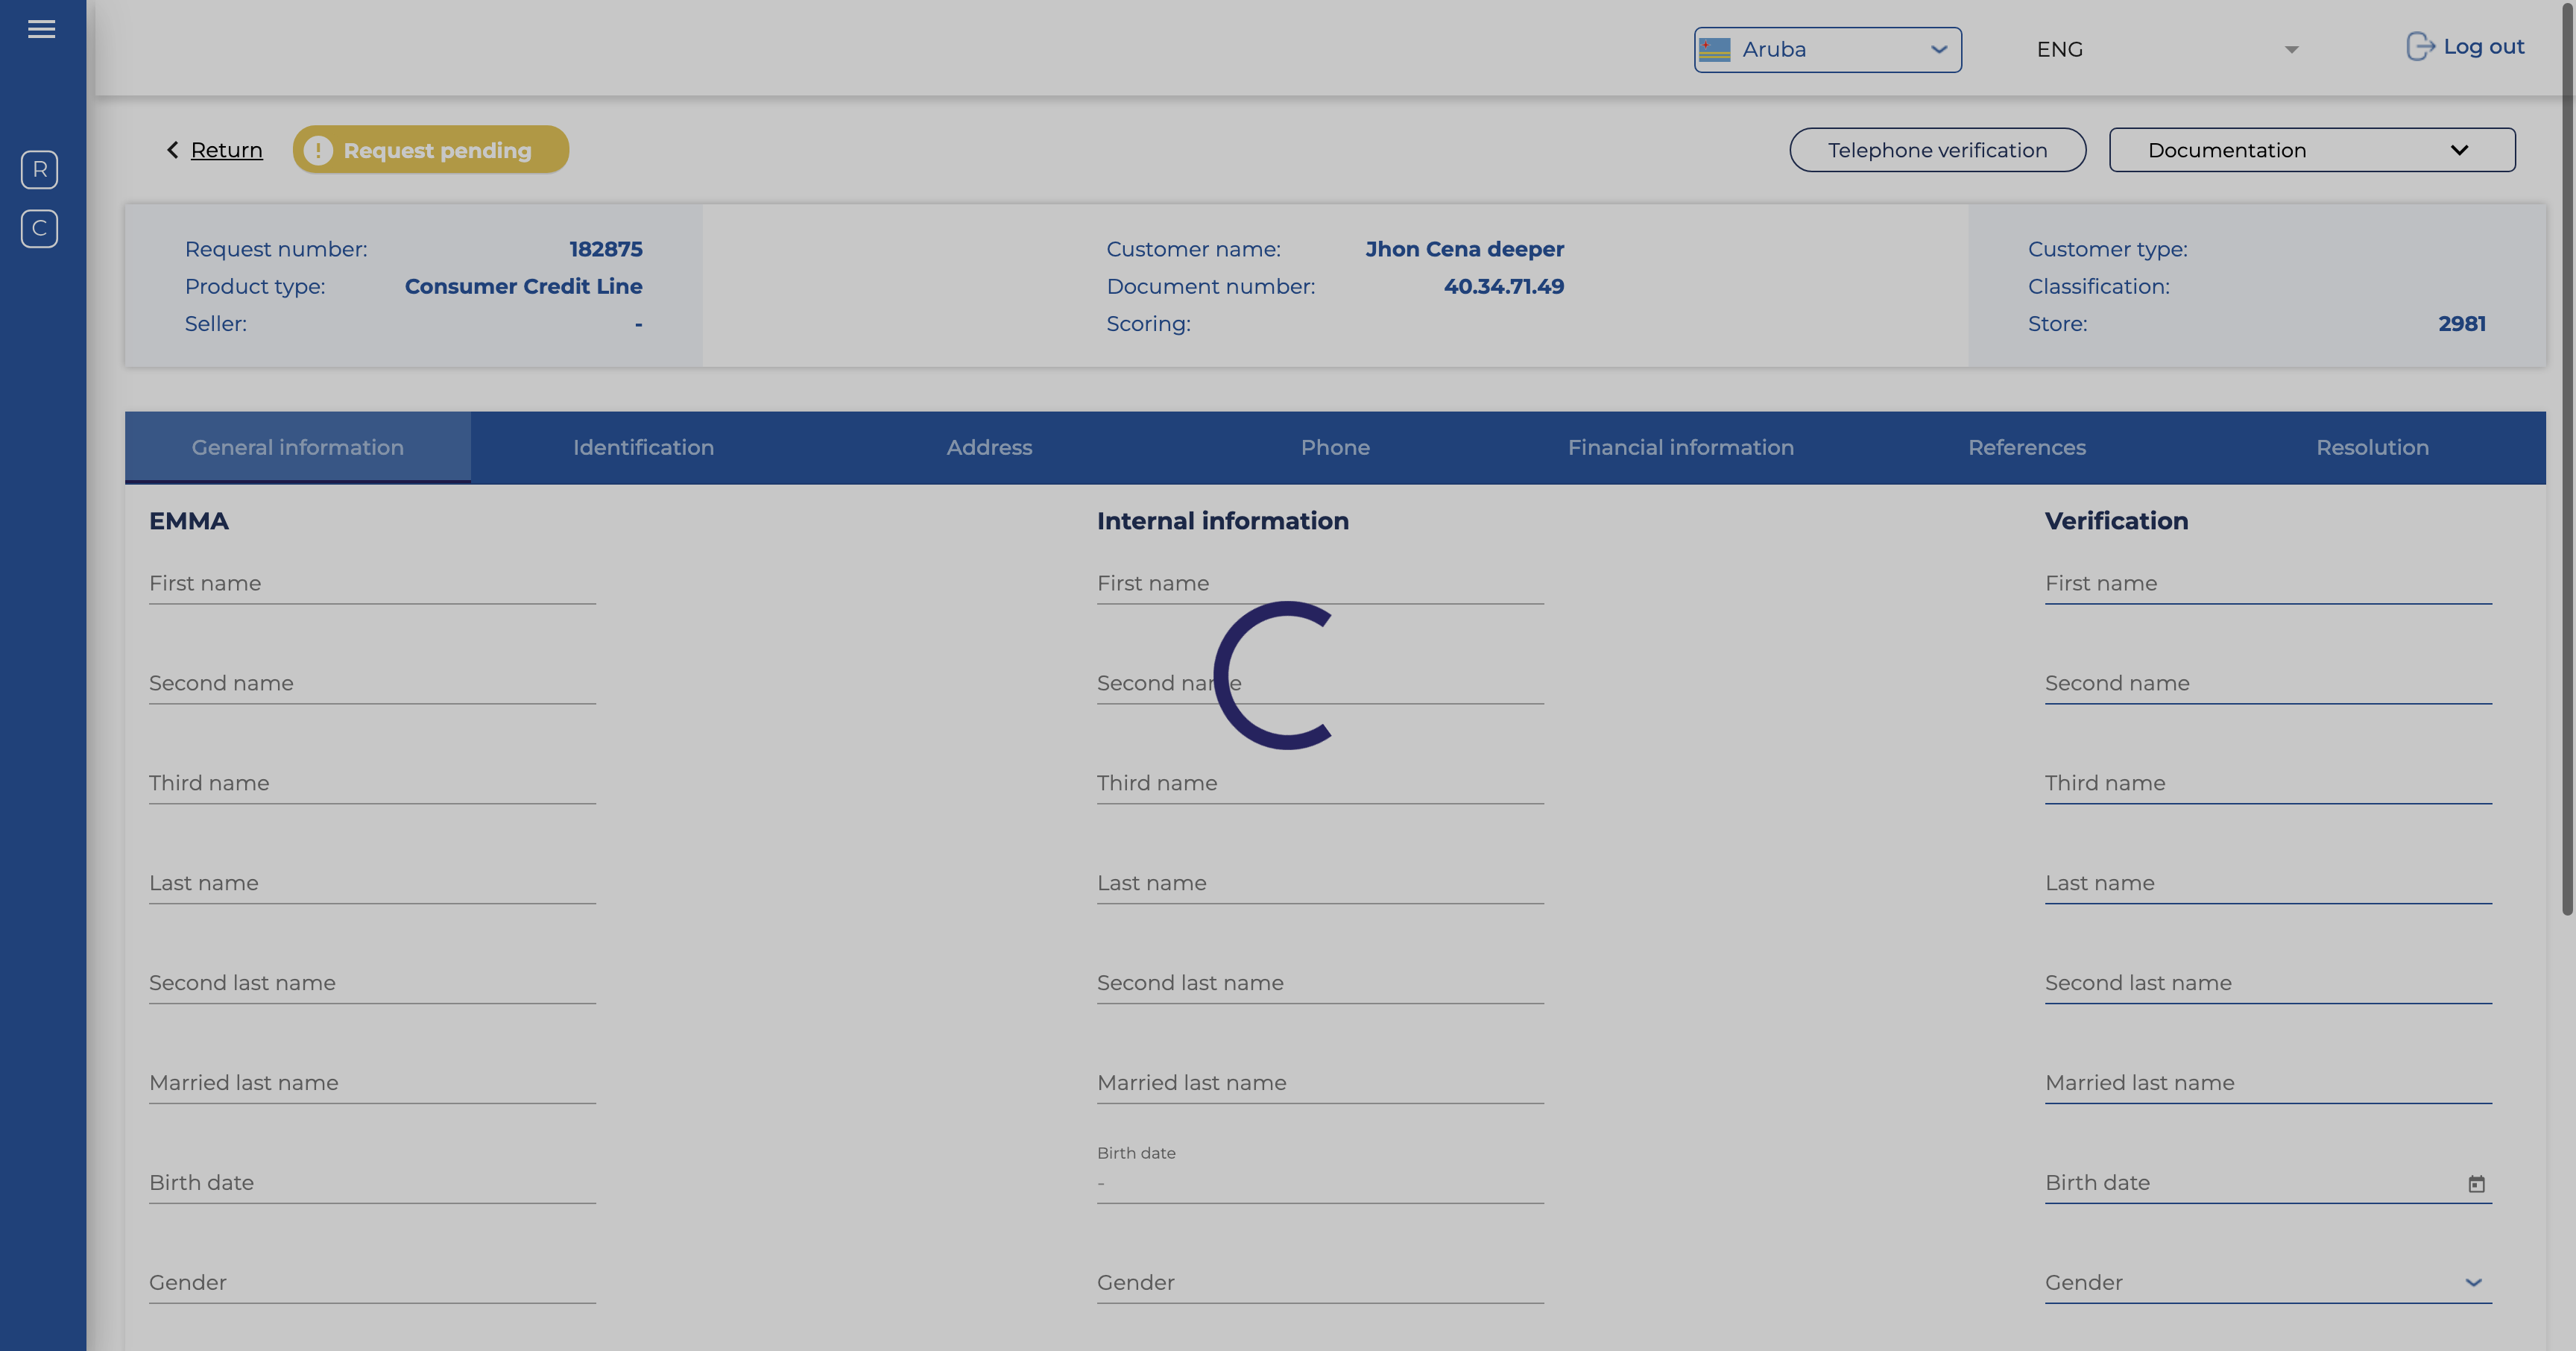 Aruba
ENG
Log out
R
C
Return
Request pending
Telephone verification
Documentation
Request number: 182875
Product type: Consumer Credit Line
Seller: -
Customer name: Jhon Cena deeper
Document number: 40.34.71.49
Scoring:
Customer type:
Classification:
Store: 2981
General information
Identification
Address
Phone
Financial information
References
Resolution
EMMA
First name
Second name
Third name
Last name
Second last name
Married last name
Birth date
Gender
Internal information
First name
Second name
Third name
Last name
Second last name
Married last name
Birth date
-
Gender
Verification
First name
Second name
Third name
Last name
Second last name
Married last name
Birth date
Gender